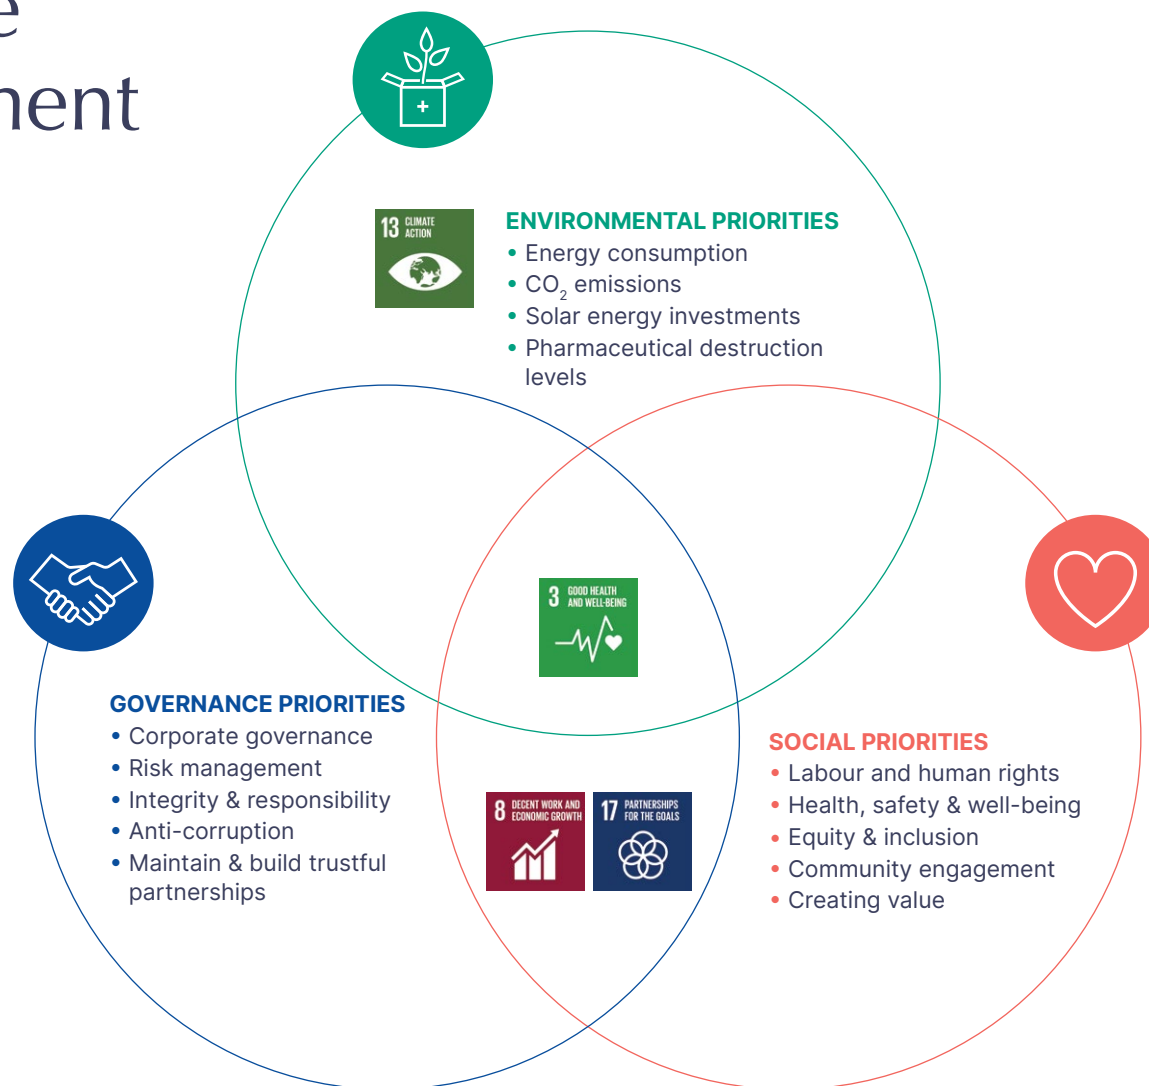 e
ment
13 CLIMATE
ACTION
ENVIRONMENTAL PRIORITIES
• Energy consumption
• CO₂ emissions
• Solar energy investments
• Pharmaceutical destruction
levels
3 GOOD HEALTH
AND WELL-BEING
GOVERNANCE PRIORITIES
• Corporate governance
• Risk management
• Integrity & responsibility
• Anti-corruption
• Maintain & build trustful
partnerships
8 DECENT WORK AND
ECONOMIC GROWTH
17 PARTNERSHIPS
FOR THE GOALS
SOCIAL PRIORITIES
• Labour and human rights
• Health, safety & well-being
• Equity & inclusion
• Community engagement
• Creating value